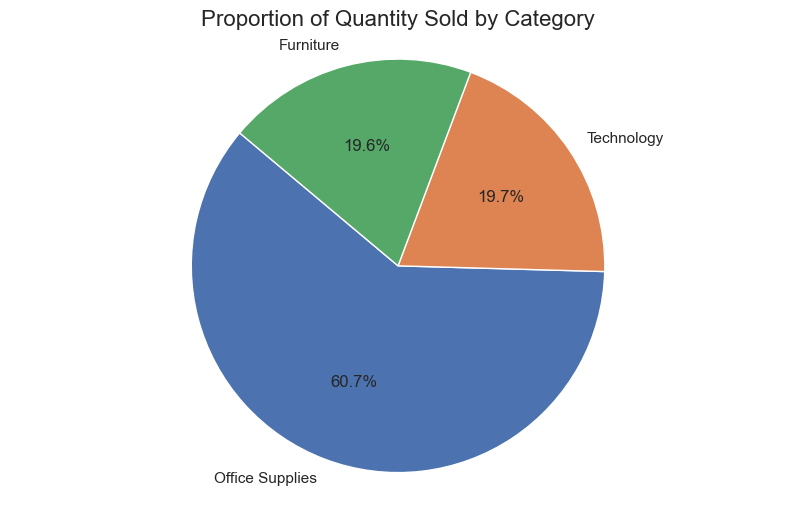 Proportion of Quantity Sold by Category
Furniture
Technology
19.6%
19.7%
60.7%
Office Supplies